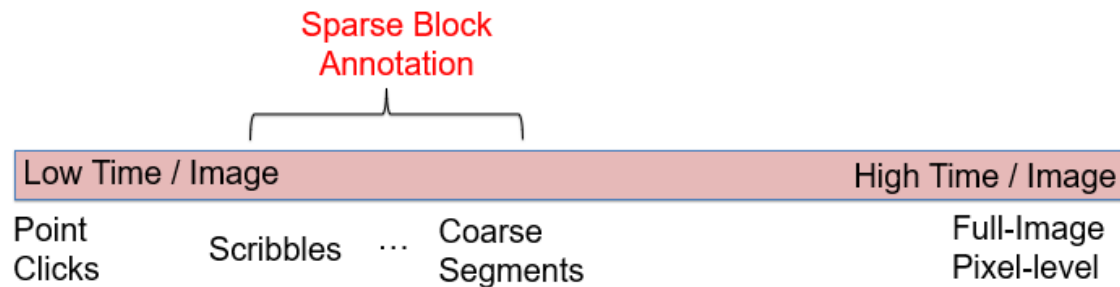 Sparse Block
Annotation
Low Time / Image
High Time / Image
Point
Clicks
Scribbles
...
Coarse
Segments
Full-Image
Pixel-level